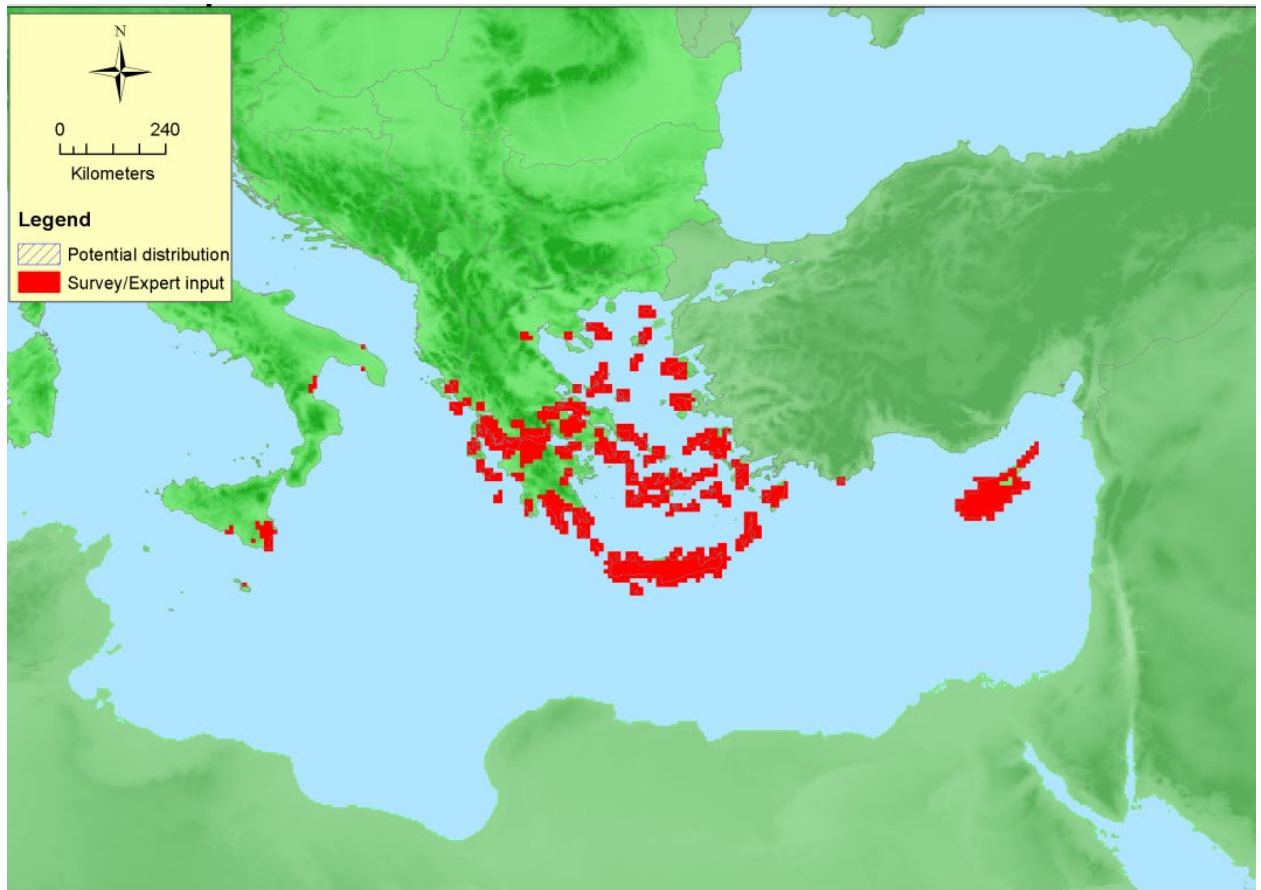 N
0 240
Kilometers
Legend
Potential distribution
Survey/Expert input